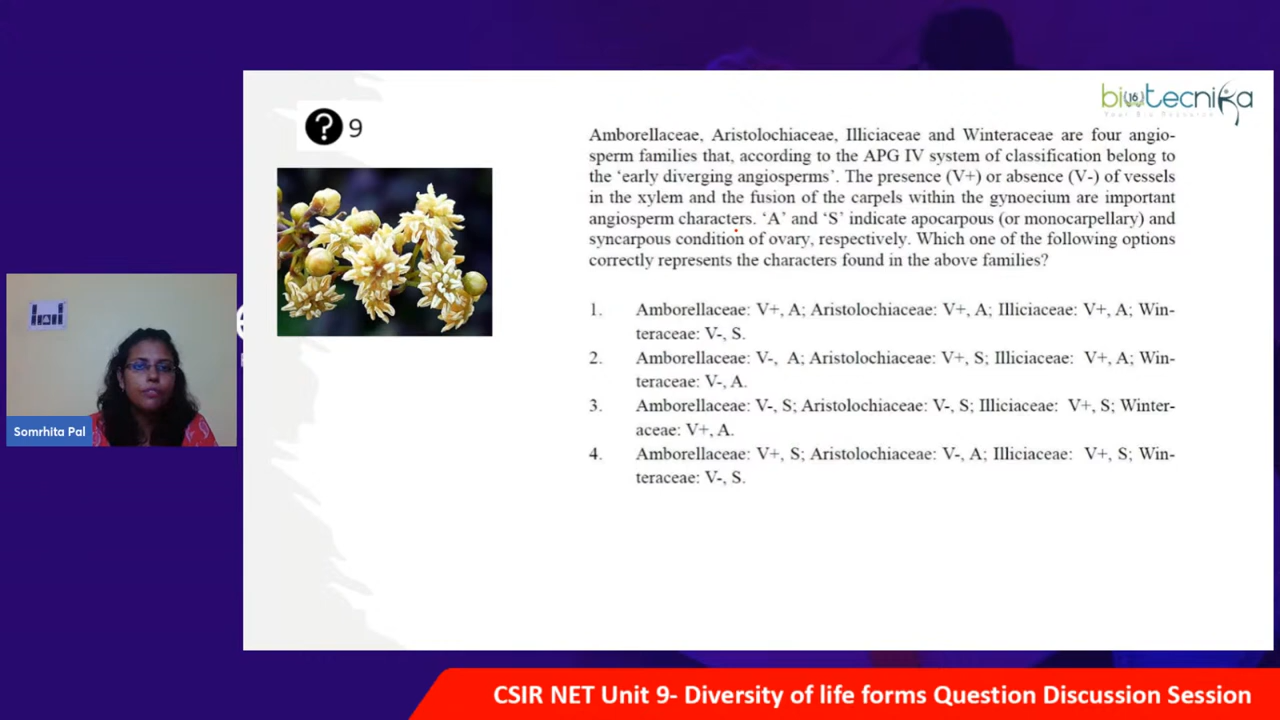 biotecnika
? 9
Amborellaceae, Aristolochiaceae, Illiciaceae and Winteraceae are four angio-
sperm families that, according to the APG IV system of classification belong to
the ‘early diverging angiosperms’. The presence (V+) or absence (V-) of vessels
in the xylem and the fusion of the carpels within the gynoecium are important
angiosperm characters. ‘A’ and ‘S’ indicate apocarpous (or monocarpellary) and
syncarpous condition of ovary, respectively. Which one of the following options
correctly represents the characters found in the above families?
1. Amborellaceae: V+, A; Aristolochiaceae: V+, A; Illiciaceae: V+, A; Win-
teraceae: V-, S.
2. Amborellaceae: V-, A; Aristolochiaceae: V+, S; Illiciaceae: V+, A; Win-
teraceae: V-, A.
3. Amborellaceae: V-, S; Aristolochiaceae: V-, S; Illiciaceae: V+, S; Winter-
aceae: V+, A.
4. Amborellaceae: V+, S; Aristolochiaceae: V-, A; Illiciaceae: V+, S; Win-
teraceae: V-, S.
Somrhita Pal
CSIR NET Unit 9- Diversity of life forms Question Discussion Session